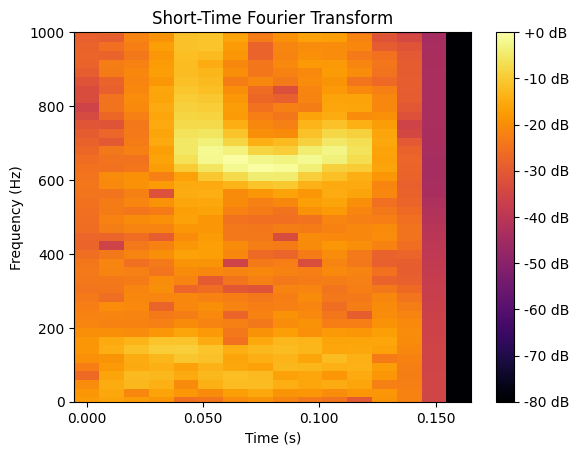 Short-Time Fourier Transform
1000
800
600
400
200
0
Frequency (Hz)
0.000
0.050
0.100
0.150
Time (s)
+0 dB
-10 dB
-20 dB
-30 dB
-40 dB
-50 dB
-60 dB
-70 dB
-80 dB